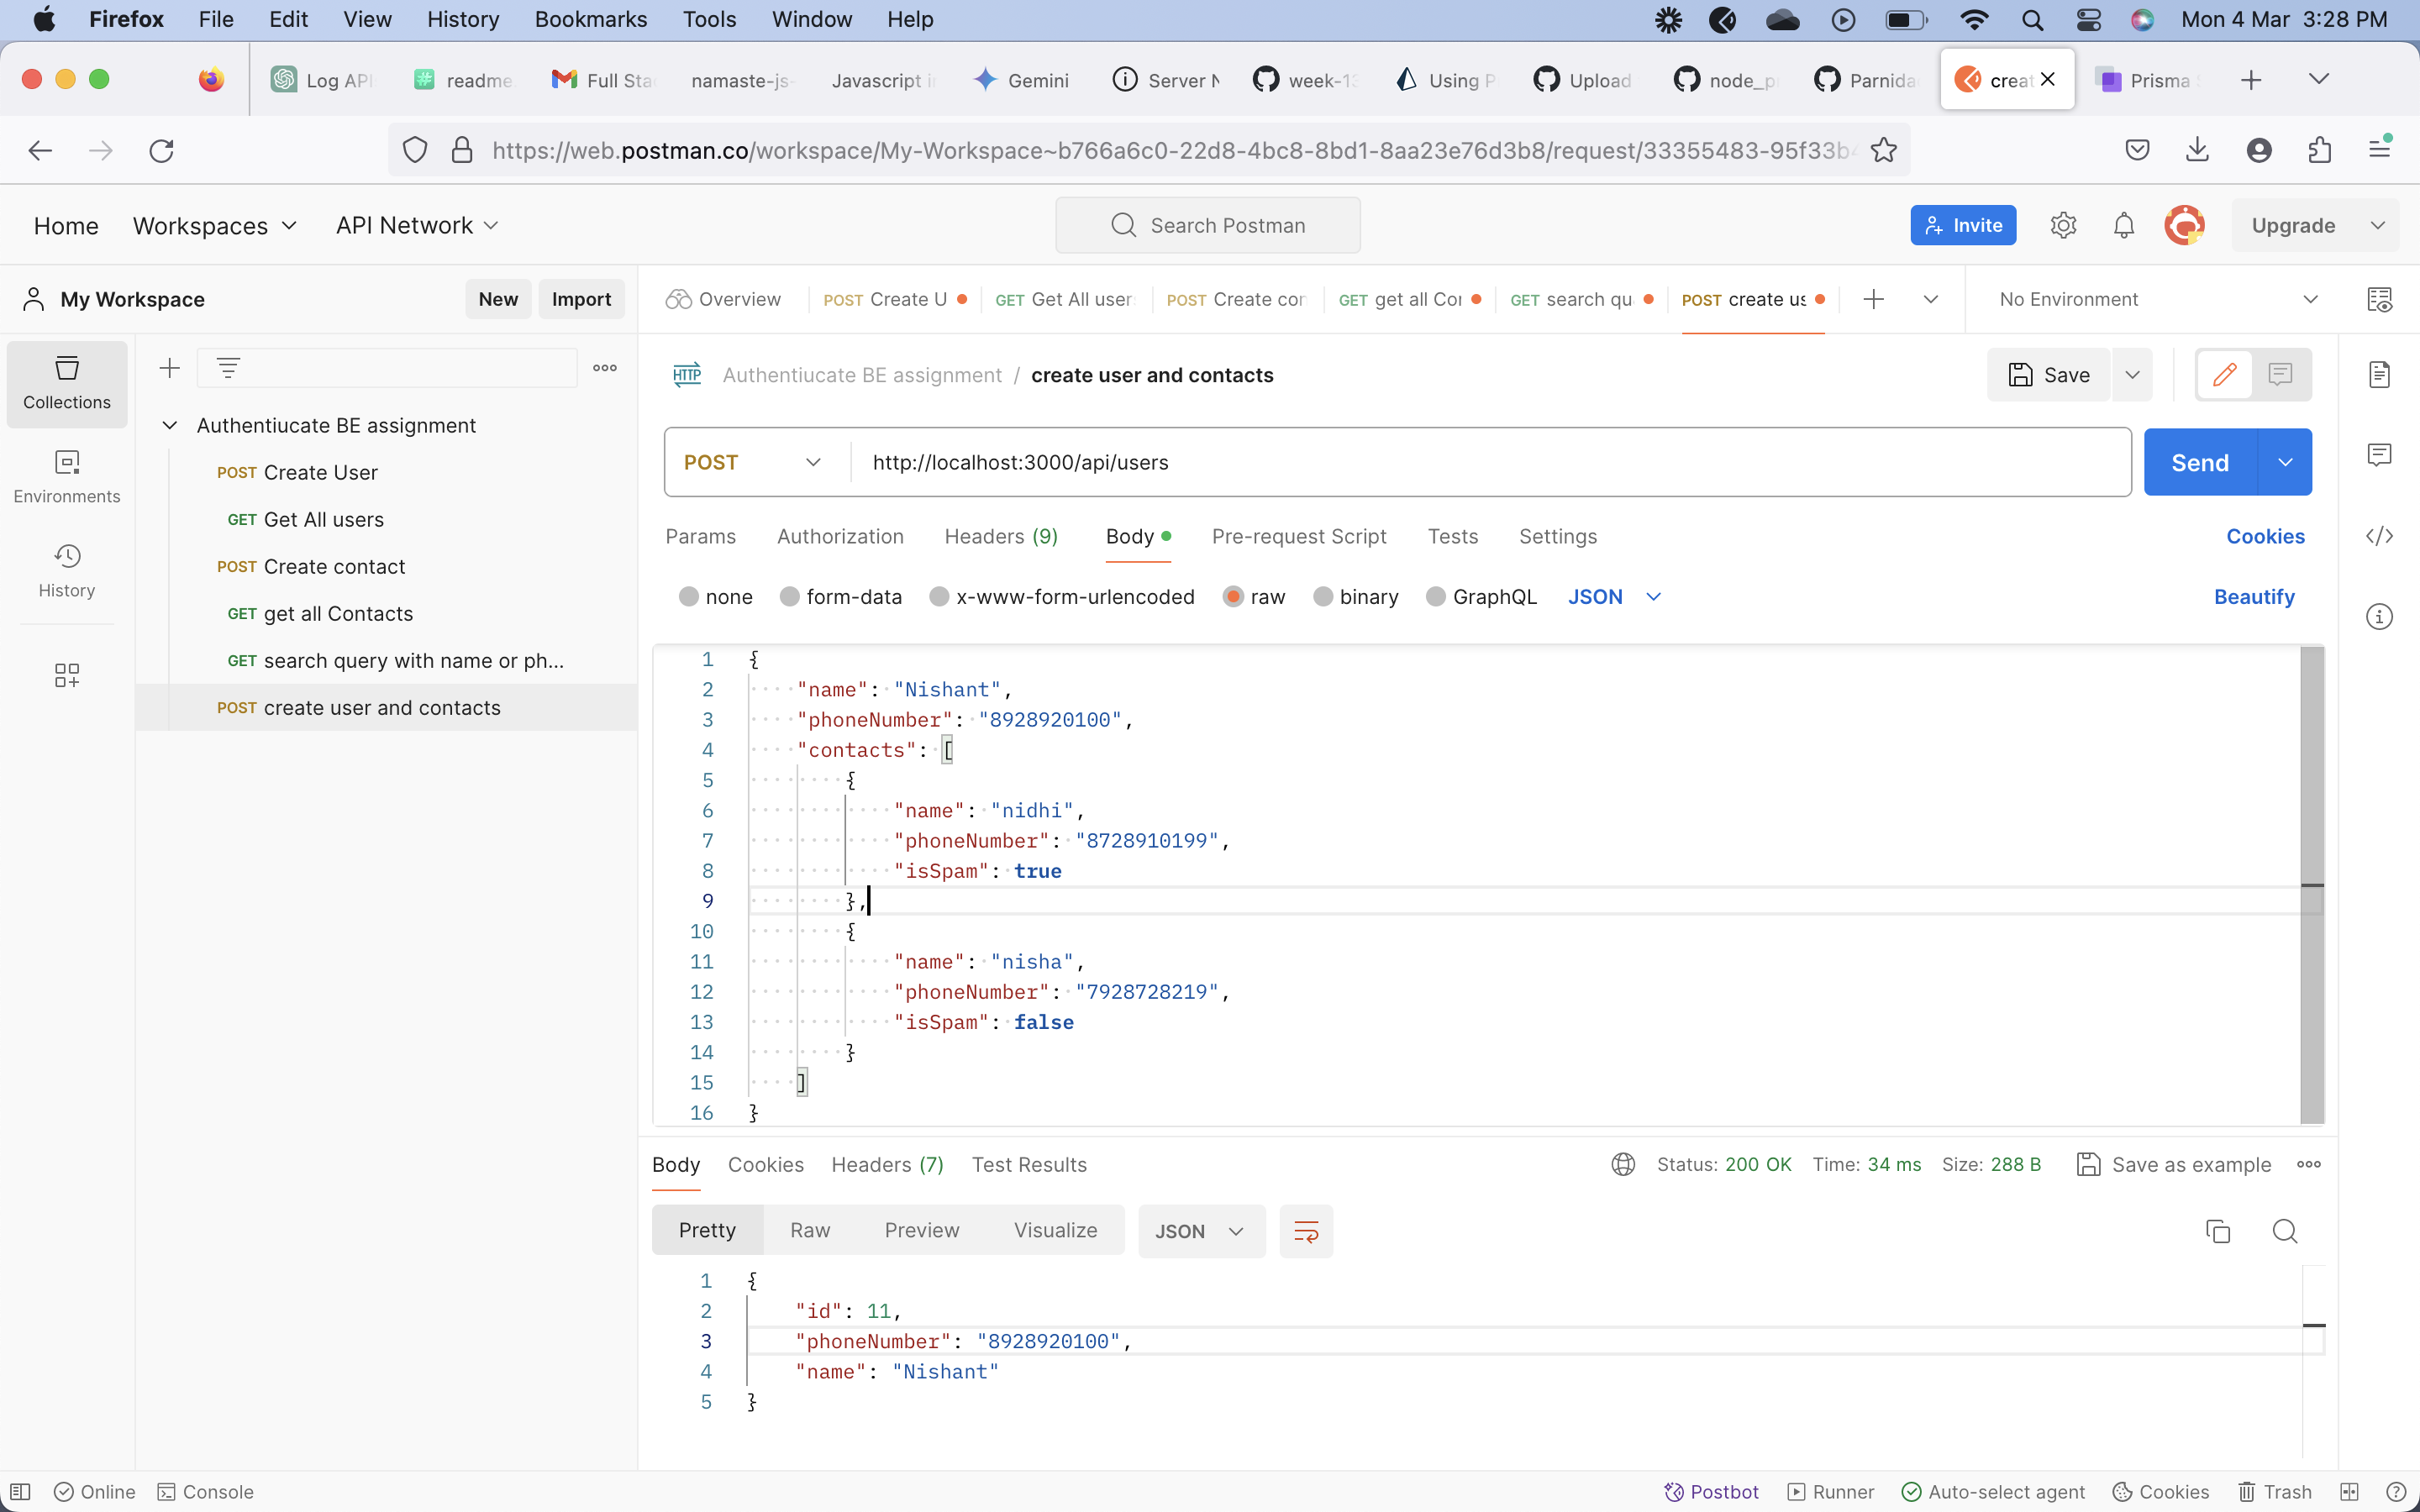 Firefox File Edit View History Bookmarks Tools Window Help Mon 4 Mar 3:28 PM
Log API readme Full Sta namaste-js- Javascript i Gemini Server N week-13 Using P Upload node_p Parnida creat Prisma S
https://web.postman.co/workspace/My-Workspace~b766a6c0-22d8-4bc8-8bd1-8aa23e76d3b8/request/33355483-95f33b4
Home Workspaces API Network Search Postman Invite Upgrade
My Workspace New Import Overview POST Create U GET Get All user POST Create con GET get all Con GET search qu POST create us No Environment
Collections
Environments
History
Authentiucate BE assignment
POST Create User
GET Get All users
POST Create contact
GET get all Contacts
GET search query with name or ph...
POST create user and contacts
HTTP Authentiucate BE assignment / create user and contacts Save
POST http://localhost:3000/api/users Send
Params Authorization Headers (9) Body Pre-request Script Tests Settings Cookies
none form-data x-www-form-urlencoded raw binary GraphQL JSON Beautify
1 {
2 "name": "Nishant",
3 "phoneNumber": "8928920100",
4 "contacts": [
5 {
6 "name": "nidhi",
7 "phoneNumber": "8728910199",
8 "isSpam": true
9 },
10 {
11 "name": "nisha",
12 "phoneNumber": "7928728219",
13 "isSpam": false
14 }
15 ]
16 }
Body Cookies Headers (7) Test Results Status: 200 OK Time: 34 ms Size: 288 B Save as example
Pretty Raw Preview Visualize JSON
1 {
2 "id": 11,
3 "phoneNumber": "8928920100",
4 "name": "Nishant"
5 }
Online Console Postbot Runner Auto-select agent Cookies Trash